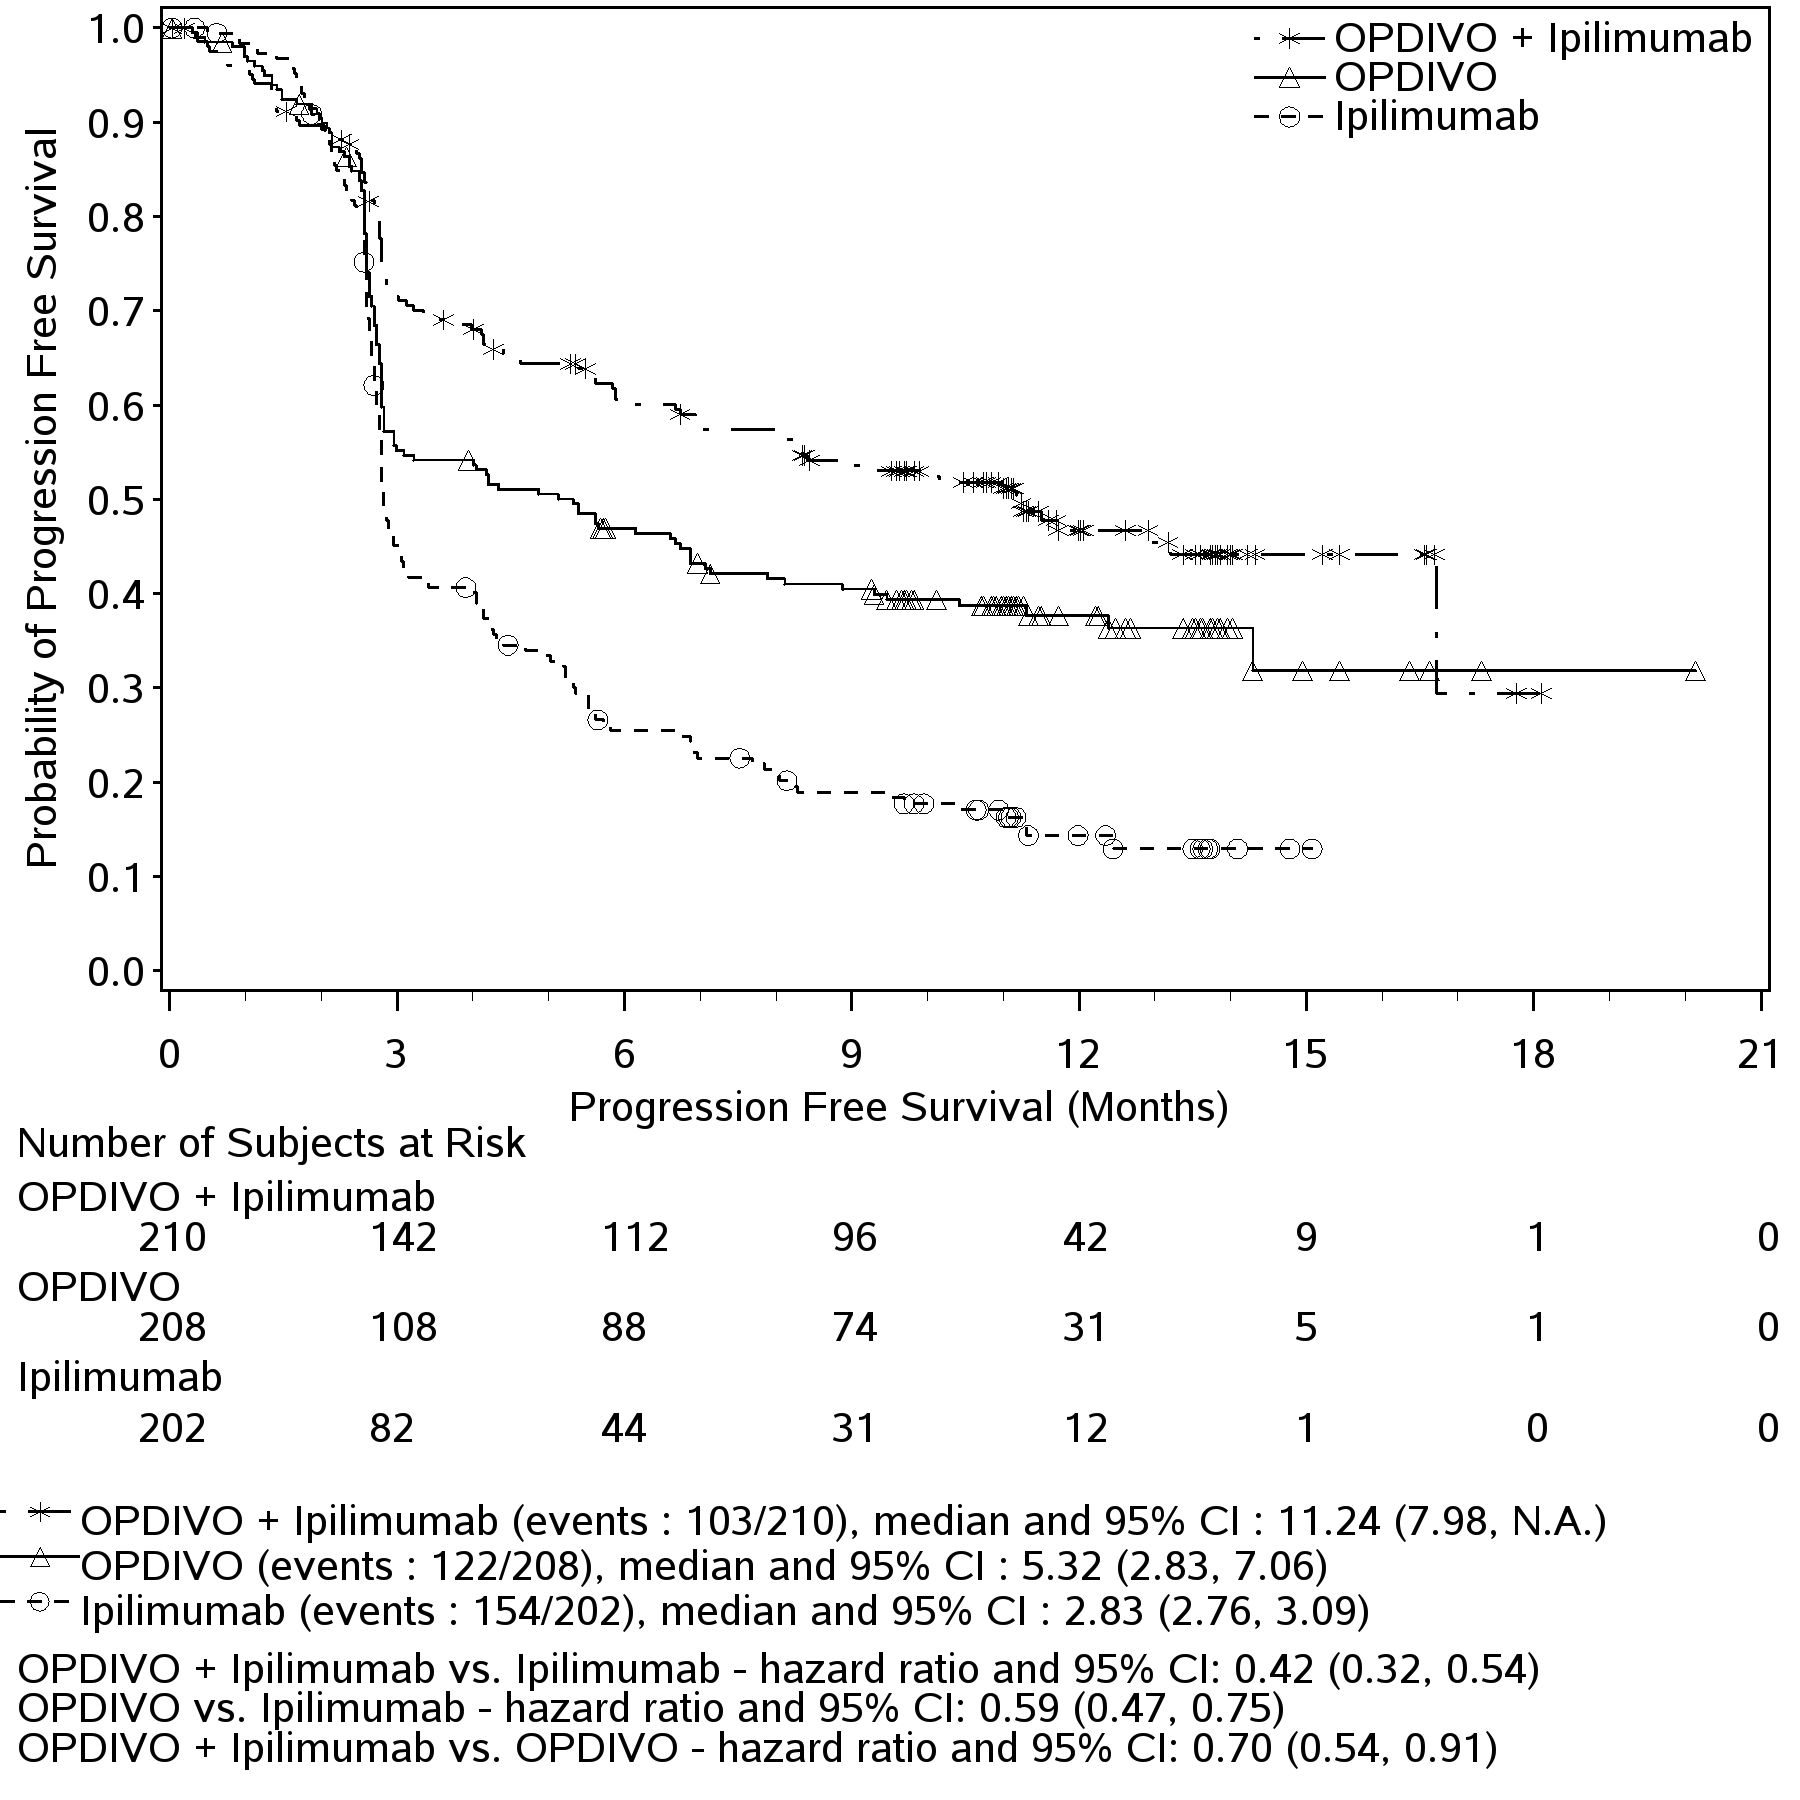 OPDIVO + Ipilimumab
OPDIVO
Ipilimumab
Probability of Progression Free Survival
1.0
0.9
0.8
0.7
0.6
0.5
0.4
0.3
0.2
0.1
0.0
0 3 6 9 12 15 18 21
Progression Free Survival (Months)
Number of Subjects at Risk
OPDIVO + Ipilimumab
210 142 112 96 42 9 1 0
OPDIVO
208 108 88 74 31 5 1 0
Ipilimumab
202 82 44 31 12 1 0 0
OPDIVO + Ipilimumab (events : 103/210), median and 95% CI : 11.24 (7.98, N.A.)
OPDIVO (events : 122/208), median and 95% CI : 5.32 (2.83, 7.06)
Ipilimumab (events : 154/202), median and 95% CI : 2.83 (2.76, 3.09)
OPDIVO + Ipilimumab vs. Ipilimumab - hazard ratio and 95% CI: 0.42 (0.32, 0.54)
OPDIVO vs. Ipilimumab - hazard ratio and 95% CI: 0.59 (0.47, 0.75)
OPDIVO + Ipilimumab vs. OPDIVO - hazard ratio and 95% CI: 0.70 (0.54, 0.91)